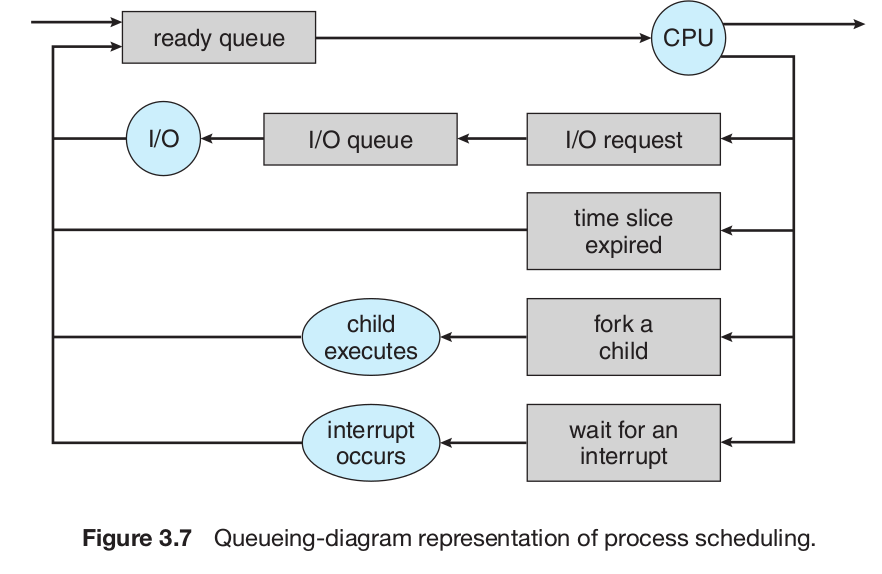 ready queue
CPU
I/O
I/O queue
I/O request
time slice
expired
child
executes
fork a
child
interrupt
occurs
wait for an
interrupt
Figure 3.7 Queueing-diagram representation of process scheduling.